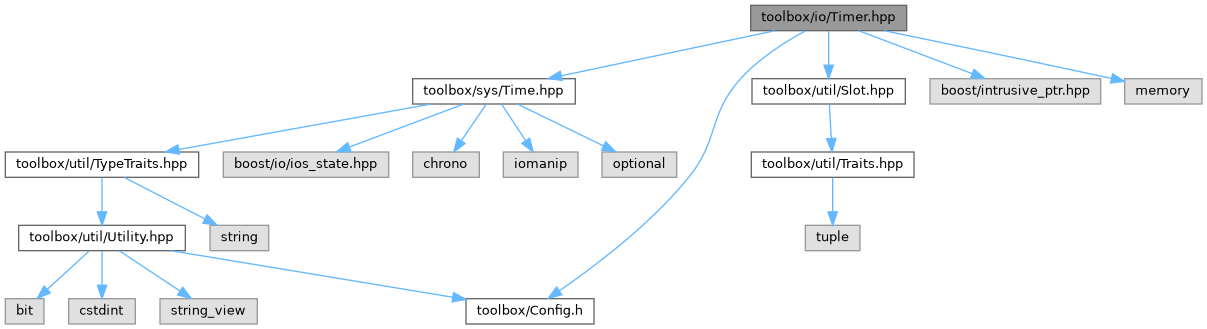 toolbox/io/Timer.hpp
toolbox/sys/Time.hpp
toolbox/util/Slot.hpp
boost/intrusive_ptr.hpp
memory
toolbox/util/TypeTraits.hpp
boost/io/ios_state.hpp
chrono
iomanip
optional
toolbox/util/Traits.hpp
toolbox/util/Utility.hpp
string
tuple
bit
cstdint
string_view
toolbox/Config.h